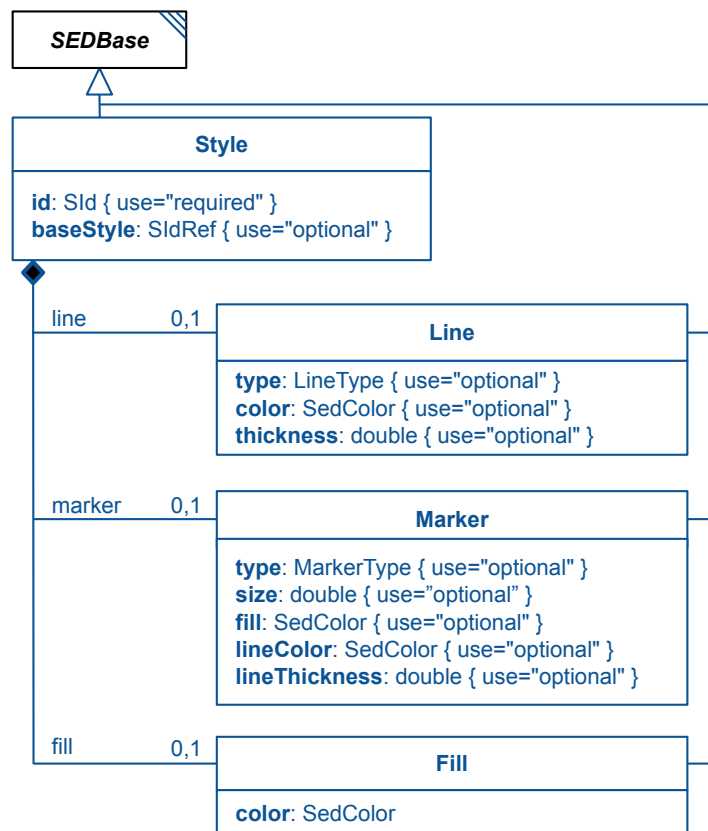 SEDBase
Style
id: SId { use="required" }
baseStyle: SIdRef { use="optional" }
line 0,1
Line
type: LineType { use="optional" }
color: SedColor { use="optional" }
thickness: double { use="optional" }
marker 0,1
Marker
type: MarkerType { use="optional" }
size: double { use=”optional” }
fill: SedColor { use="optional" }
lineColor: SedColor { use="optional" }
lineThickness: double { use="optional" }
fill 0,1
Fill
color: SedColor